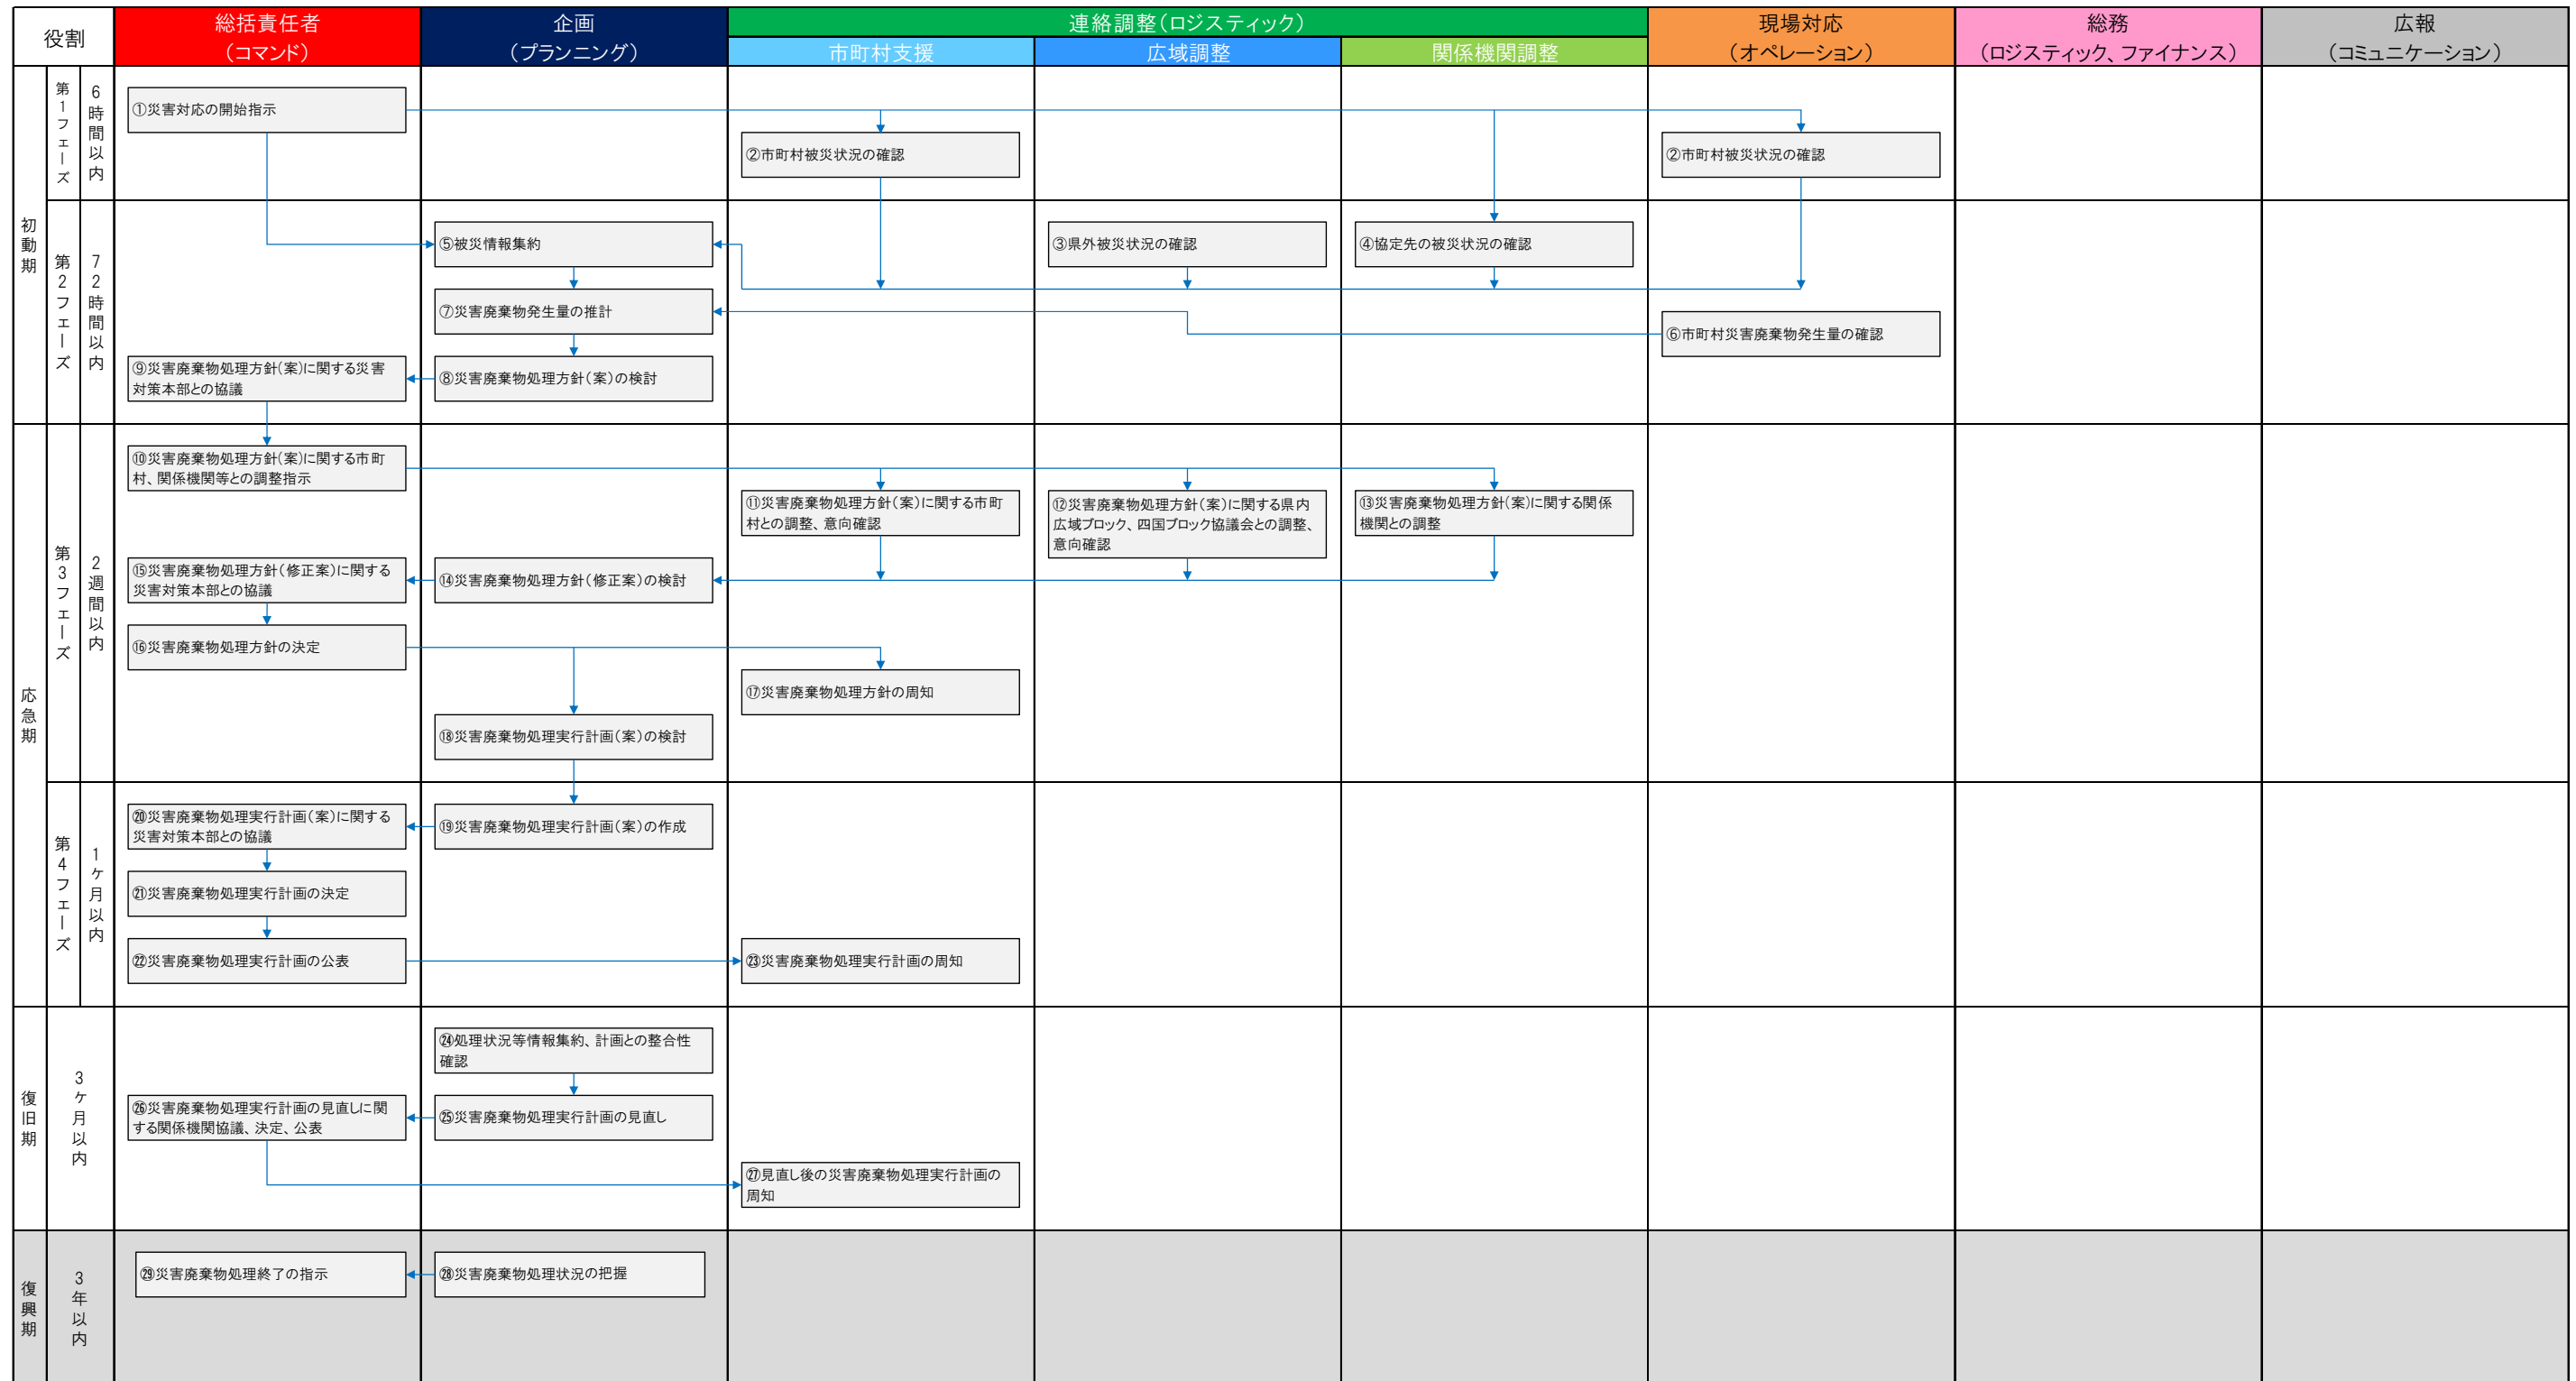 役割
総括責任者
（コマンド）
企画
（プランニング）
連絡調整（ロジスティック）
市町村支援
広域調整
関係機関調整
現場対応
（オペレーション）
総務
（ロジスティック、ファイナンス）
広報
（コミュニケーション）
初動期
第1フェーズ
6時間以内
①災害対応の開始指示
②市町村被災状況の確認
②市町村被災状況の確認
第2フェーズ
72時間以内
⑤被災情報集約
③県外被災状況の確認
④協定先の被災状況の確認
⑦災害廃棄物発生量の推計
⑥市町村災害廃棄物発生量の確認
⑨災害廃棄物処理方針（案）に関する災害
対策本部との協議
⑧災害廃棄物処理方針（案）の検討
応急期
第3フェーズ
2週間以内
⑩災害廃棄物処理方針（案）に関する市町
村、関係機関等との調整指示
⑪災害廃棄物処理方針（案）に関する市町
村との調整、意向確認
⑫災害廃棄物処理方針（案）に関する県内
広域ブロック、四国ブロック協議会との調整、
意向確認
⑬災害廃棄物処理方針（案）に関する関係
機関との調整
⑮災害廃棄物処理方針（修正案）に関する
災害対策本部との協議
⑭災害廃棄物処理方針（修正案）の検討
⑯災害廃棄物処理方針の決定
⑰災害廃棄物処理方針の周知
⑱災害廃棄物処理実行計画（案）の検討
第4フェーズ
1ヶ月以内
⑳災害廃棄物処理実行計画（案）に関する
災害対策本部との協議
⑲災害廃棄物処理実行計画（案）の作成
㉑災害廃棄物処理実行計画の決定
㉒災害廃棄物処理実行計画の公表
㉓災害廃棄物処理実行計画の周知
復旧期
3ヶ月以内
㉔処理状況等情報集約、計画との整合性
確認
㉖災害廃棄物処理実行計画の見直しに関
する関係機関協議、決定、公表
㉕災害廃棄物処理実行計画の見直し
㉗見直し後の災害廃棄物処理実行計画の
周知
復興期
3年以内
㉙災害廃棄物処理終了の指示
㉘災害廃棄物処理状況の把握